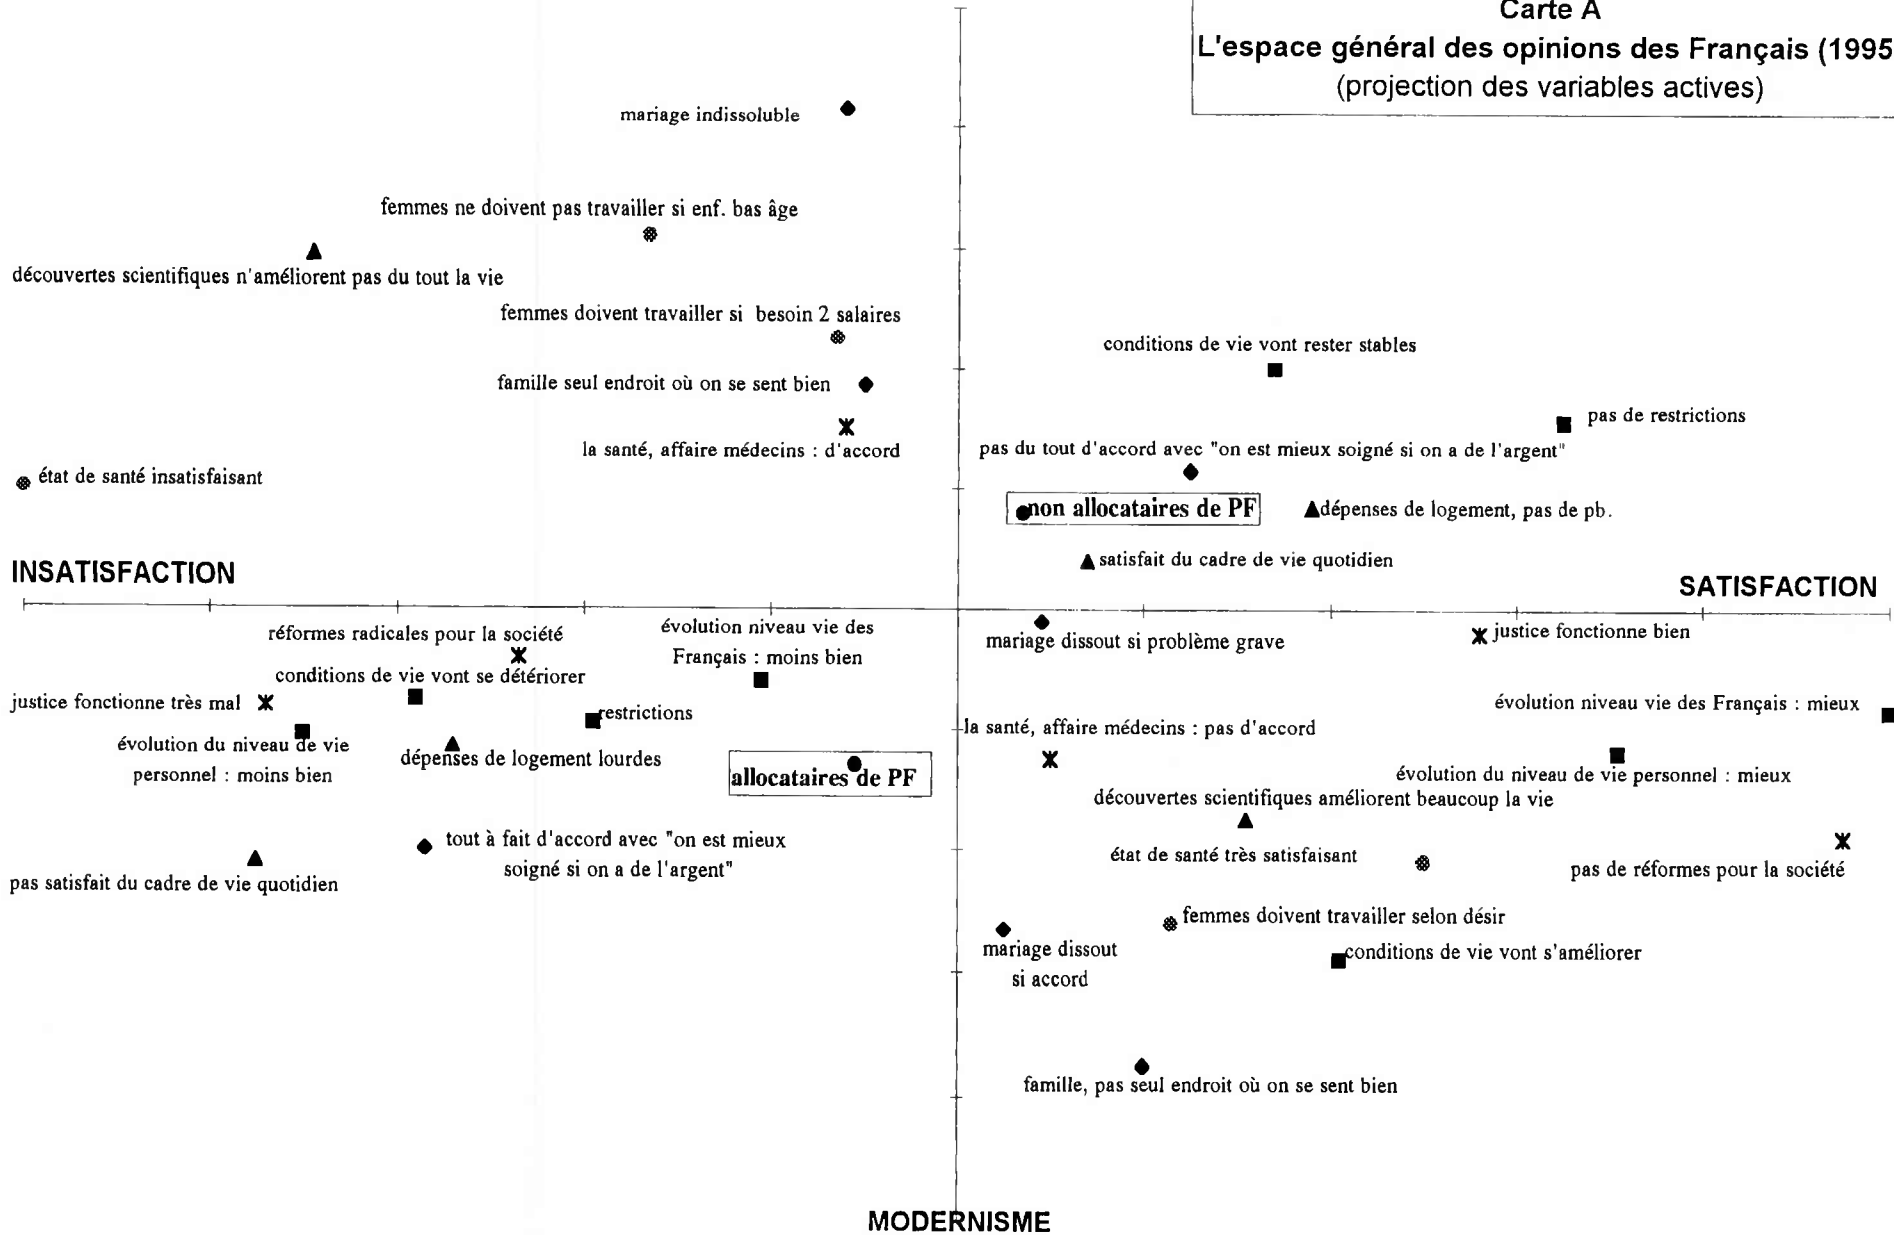 Carte A
L'espace général des opinions des Français (1995
(projection des variables actives)
mariage indissoluble
femmes ne doivent pas travailler si enf. bas âge
découvertes scientifiques n'améliorent pas du tout la vie
femmes doivent travailler si besoin 2 salaires
conditions de vie vont rester stables
famille seul endroit où on se sent bien
pas de restrictions
la santé, affaire médecins : d'accord
pas du tout d'accord avec "on est mieux soigné si on a de l'argent"
état de santé insatisfaisant
non allocataires de PF
dépenses de logement, pas de pb.
satisfait du cadre de vie quotidien
INSATISFACTION
SATISFACTION
réformes radicales pour la société
évolution niveau vie des
Français : moins bien
mariage dissout si problème grave
justice fonctionne bien
conditions de vie vont se détériorer
justice fonctionne très mal
restrictions
évolution niveau vie des Français : mieux
la santé, affaire médecins : pas d'accord
évolution du niveau de vie
personnel : moins bien
dépenses de logement lourdes
allocataires de PF
évolution du niveau de vie personnel : mieux
découvertes scientifiques améliorent beaucoup la vie
tout à fait d'accord avec "on est mieux
soigné si on a de l'argent"
état de santé très satisfaisant
pas de réformes pour la société
pas satisfait du cadre de vie quotidien
femmes doivent travailler selon désir
mariage dissout
si accord
conditions de vie vont s'améliorer
famille, pas seul endroit où on se sent bien
MODERNISME